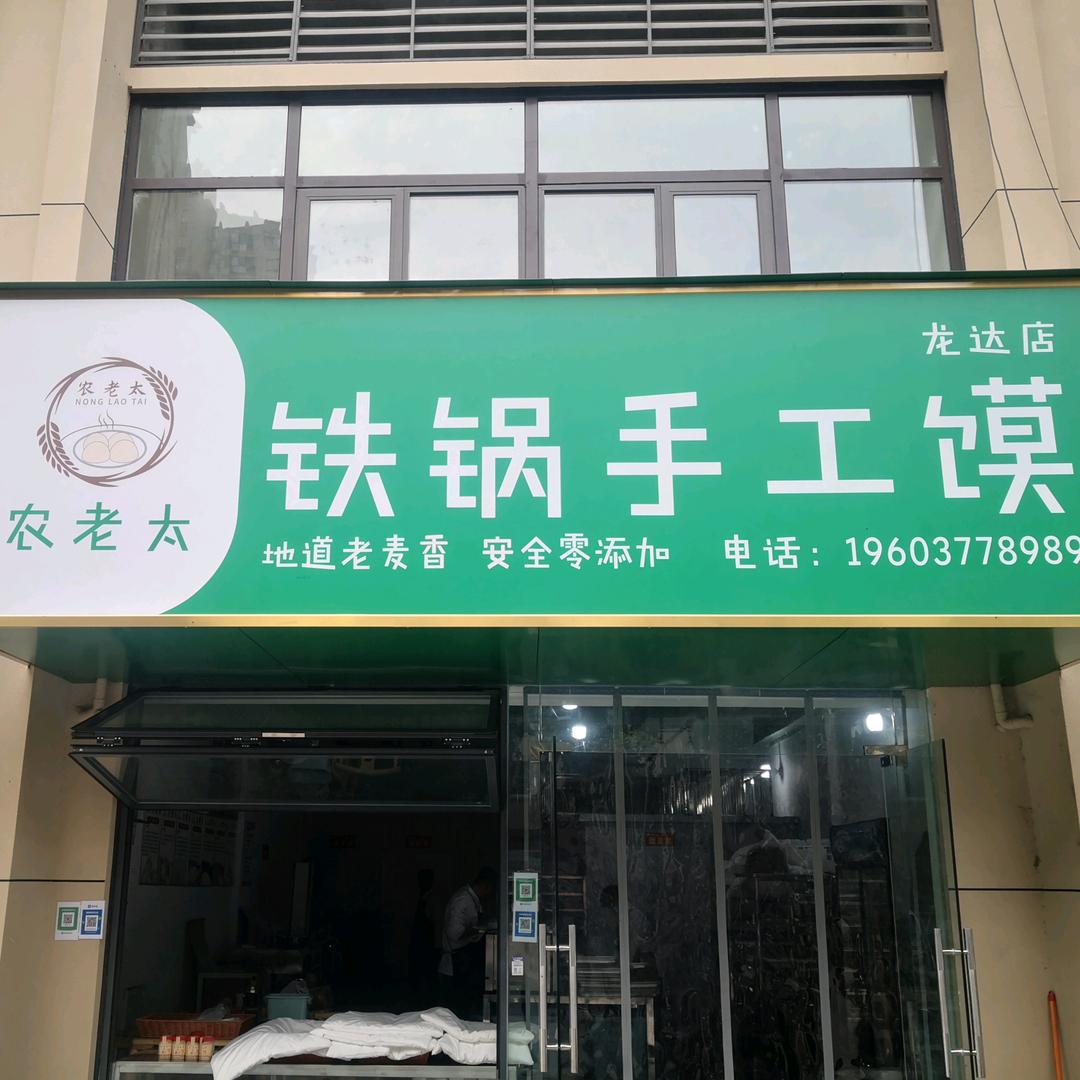 龙达店
农老太
NONG LAO TAI
农老太
铁锅手工馍
地道老麦香 安全零添加 电话：19603778989